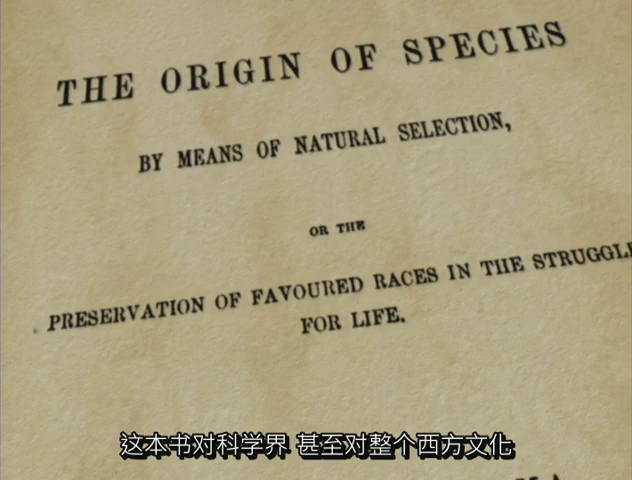 THE ORIGIN OF SPECIES
BY MEANS OF NATURAL SELECTION,
OR THE
PRESERVATION OF FAVOURED RACES IN THE STRUGGLE
FOR LIFE.
这本书对科学界 甚至对整个西方文化